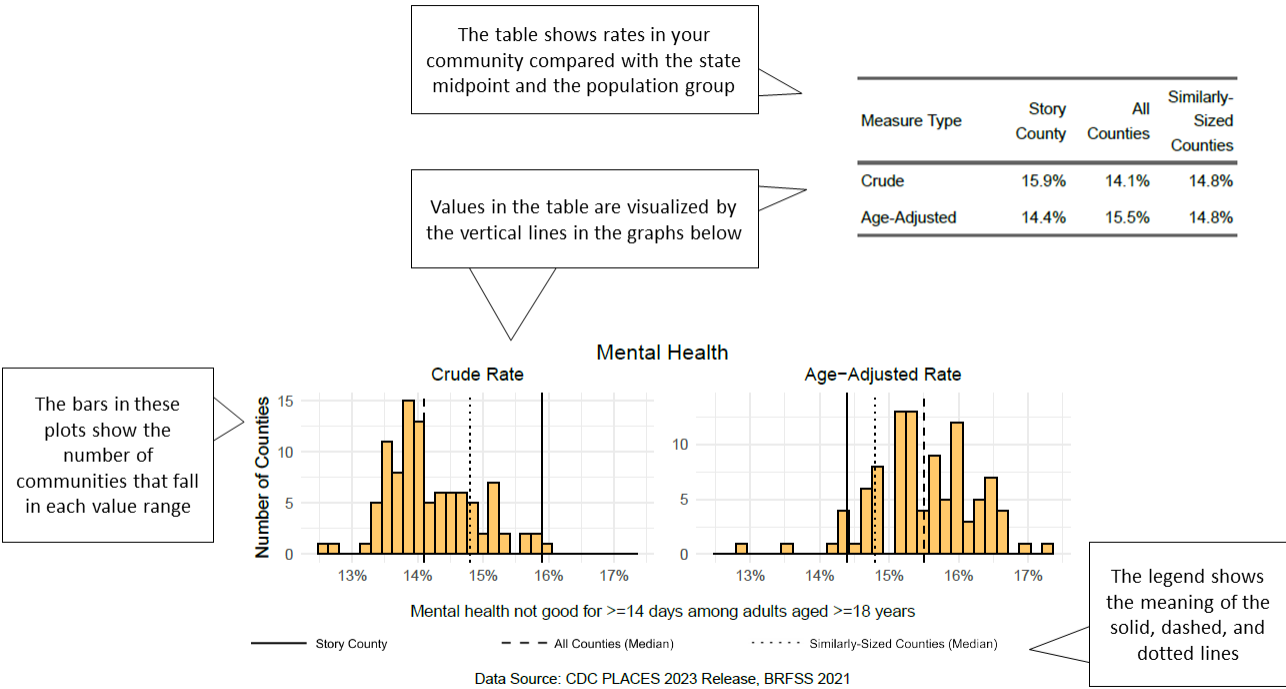 The table shows rates in your
community compared with the state
midpoint and the population group
Measure Type
Story
County
All
Counties
Similarly-
Sized
Counties
Crude 15.9% 14.1% 14.8%
Age-Adjusted 14.4% 15.5% 14.8%
Values in the table are visualized by
the vertical lines in the graphs below
Mental Health
Crude Rate
Age−Adjusted Rate
The bars in these
plots show the
number of
communities that fall
in each value range
Number of Counties
15
10
5
0
13% 14% 15% 16% 17%
10
5
0
13% 14% 15% 16% 17%
Mental health not good for >=14 days among adults aged >=18 years
Story County All Counties (Median) Similarly-Sized Counties (Median)
Data Source: CDC PLACES 2023 Release, BRFSS 2021
The legend shows
the meaning of the
solid, dashed, and
dotted lines